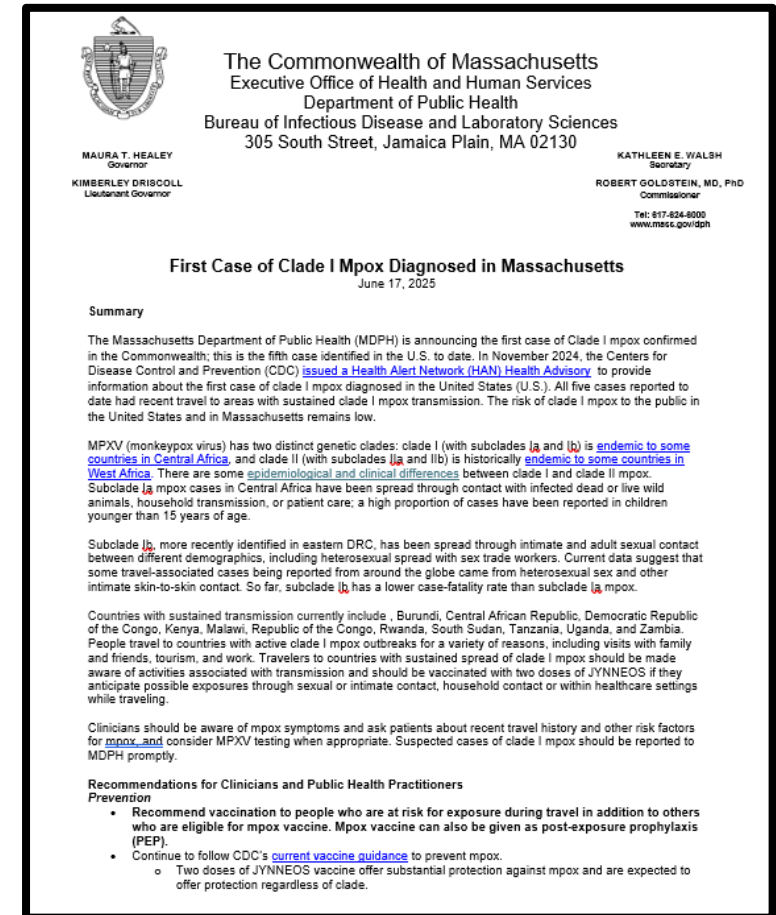 The Commonwealth of Massachusetts
Executive Office of Health and Human Services
Department of Public Health
Bureau of Infectious Disease and Laboratory Sciences
305 South Street, Jamaica Plain, MA 02130
MAURA T. HEALEY
Governor
KIMBERLEY DRISCOLL
Lieutenant Governor
KATHLEEN E. WALSH
Secretary
ROBERT GOLDSTEIN, MD, PhD
Commissioner
Tel: 617-624-6000
www.mass.gov/dph
First Case of Clade I Mpox Diagnosed in Massachusetts
June 17, 2025
Summary
The Massachusetts Department of Public Health (MDPH) is announcing the first case of Clade I mpox confirmed
in the Commonwealth; this is the fifth case identified in the U.S. to date. In November 2024, the Centers for
Disease Control and Prevention (CDC) issued a Health Alert Network (HAN) Health Advisory to provide
information about the first case of clade I mpox diagnosed in the United States (U.S.). All five cases reported to
date had recent travel to areas with sustained clade I mpox transmission. The risk of clade I mpox to the public in
the United States and in Massachusetts remains low.
MPXV (monkeypox virus) has two distinct genetic clades: clade I (with subclades Ia and Ib) is endemic to some
countries in Central Africa, and clade II (with subclades IIa and IIb) is historically endemic to some countries in
West Africa. There are some epidemiological and clinical differences between clade I and clade II mpox.
Subclade Ia mpox cases in Central Africa have been spread through contact with infected dead or live wild
animals, household transmission, or patient care; a high proportion of cases have been reported in children
younger than 15 years of age.
Subclade Ib, more recently identified in eastern DRC, has been spread through intimate and adult sexual contact
between different demographics, including heterosexual spread with sex trade workers. Current data suggest that
some travel-associated cases being reported from around the globe came from heterosexual sex and other
intimate skin-to-skin contact. So far, subclade Ib has a lower case-fatality rate than subclade Ia mpox.
Countries with sustained transmission currently include , Burundi, Central African Republic, Democratic Republic
of the Congo, Kenya, Malawi, Republic of the Congo, Rwanda, South Sudan, Tanzania, Uganda, and Zambia.
People travel to countries with active clade I mpox outbreaks for a variety of reasons, including visits with family
and friends, tourism, and work. Travelers to countries with sustained spread of clade I mpox should be made
aware of activities associated with transmission and should be vaccinated with two doses of JYNNEOS if they
anticipate possible exposures through sexual or intimate contact, household contact or within healthcare settings
while traveling.
Clinicians should be aware of mpox symptoms and ask patients about recent travel history and other risk factors
for mpox, and consider MPXV testing when appropriate. Suspected cases of clade I mpox should be reported to
MDPH promptly.
Recommendations for Clinicians and Public Health Practitioners
Prevention
• Recommend vaccination to people who are at risk for exposure during travel in addition to others
who are eligible for mpox vaccine. Mpox vaccine can also be given as post-exposure prophylaxis
(PEP).
• Continue to follow CDC's current vaccine guidance to prevent mpox.
o Two doses of JYNNEOS vaccine offer substantial protection against mpox and are expected to
offer protection regardless of clade.